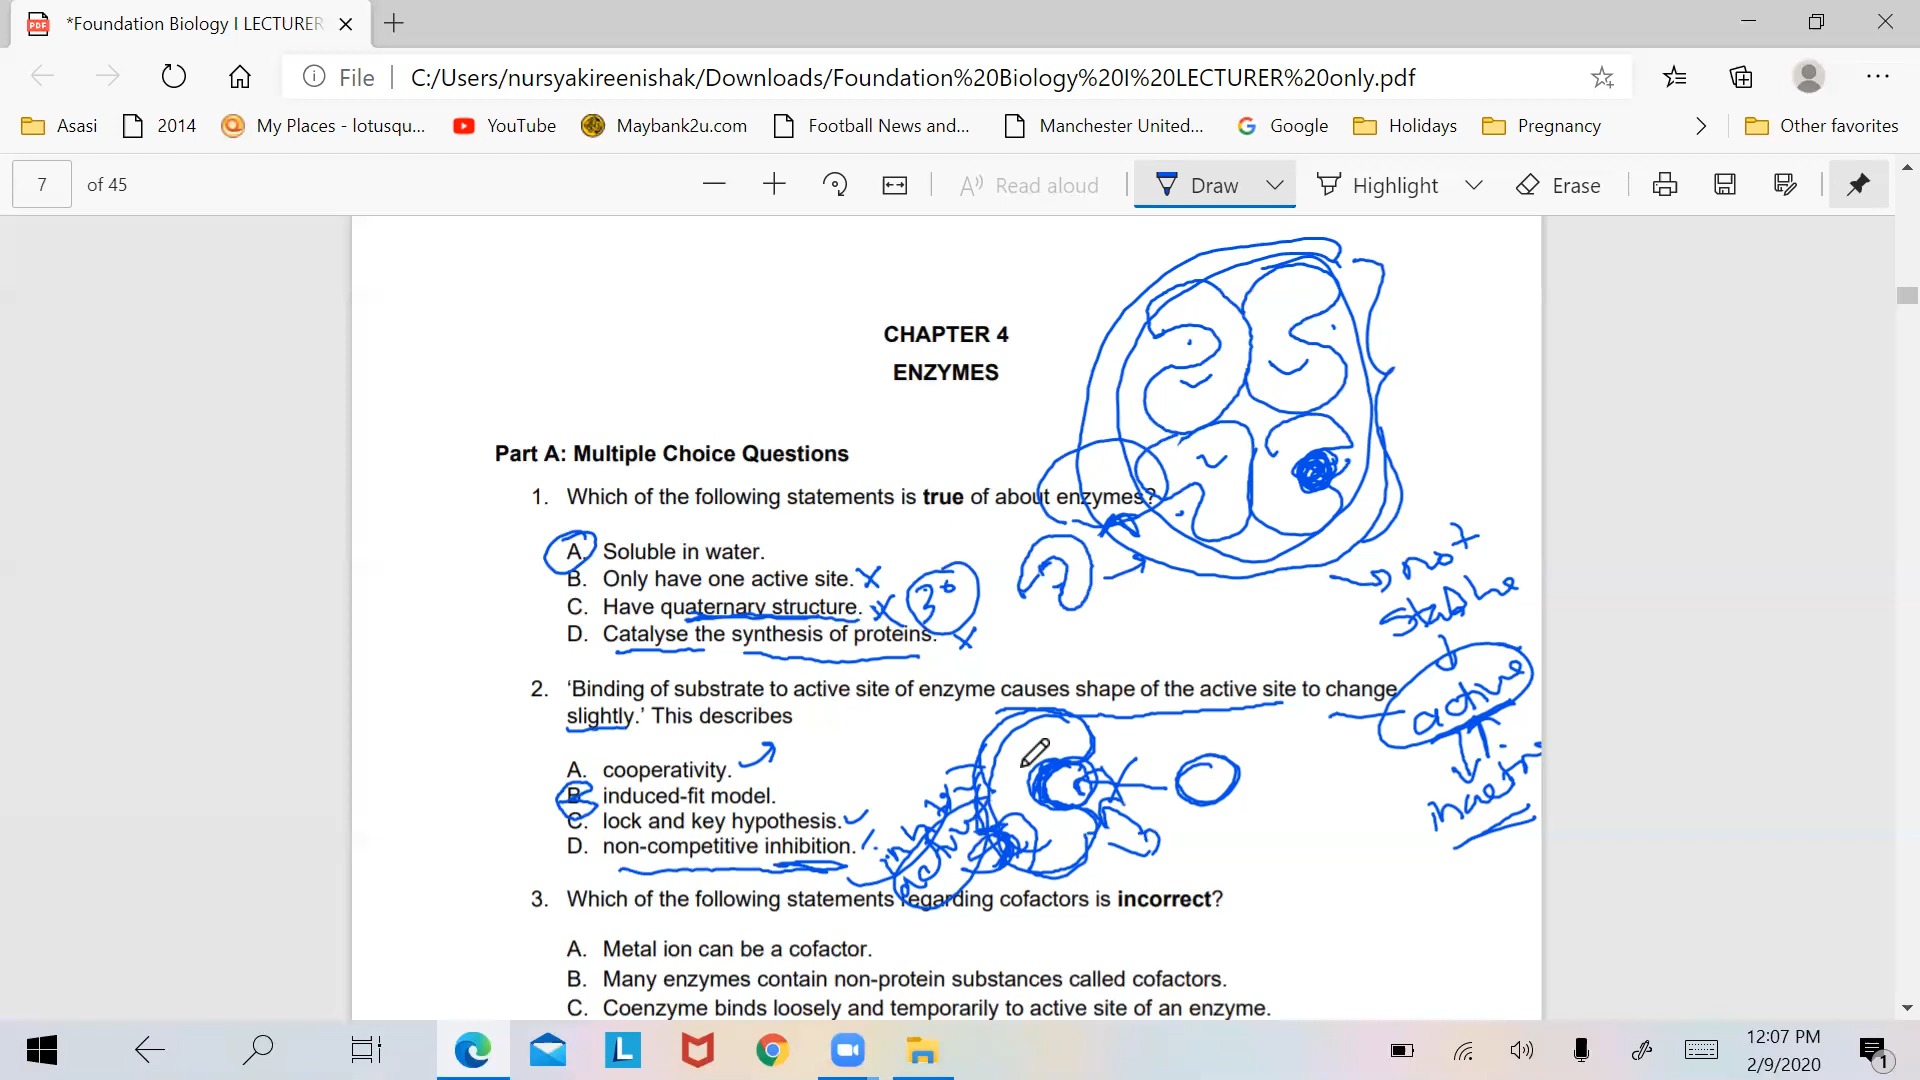 *Foundation Biology I LECTURER
File C:/Users/nursyakireenishak/Downloads/Foundation%20Biology%20I%20LECTURER%20only.pdf
Asasi 2014 My Places - lotusqu... YouTube Maybank2u.com Football News and... Manchester United... Google Holidays Pregnancy Other favorites
7 of 45 Read aloud Draw Highlight Erase
CHAPTER 4
ENZYMES
Part A: Multiple Choice Questions
1. Which of the following statements is true of about enzymes?
A. Soluble in water.
B. Only have one active site. X
C. Have quaternary structure. X 3°
D. Catalyse the synthesis of proteins. X
not
stable
active
2. 'Binding of substrate to active site of enzyme causes shape of the active site to change
slightly.' This describes
A. cooperativity.
B. induced-fit model.
C. lock and key hypothesis.
D. non-competitive inhibition.
3. Which of the following statements regarding cofactors is incorrect?
A. Metal ion can be a cofactor.
B. Many enzymes contain non-protein substances called cofactors.
C. Coenzyme binds loosely and temporarily to active site of an enzyme.
12:07 PM
2/9/2020
1